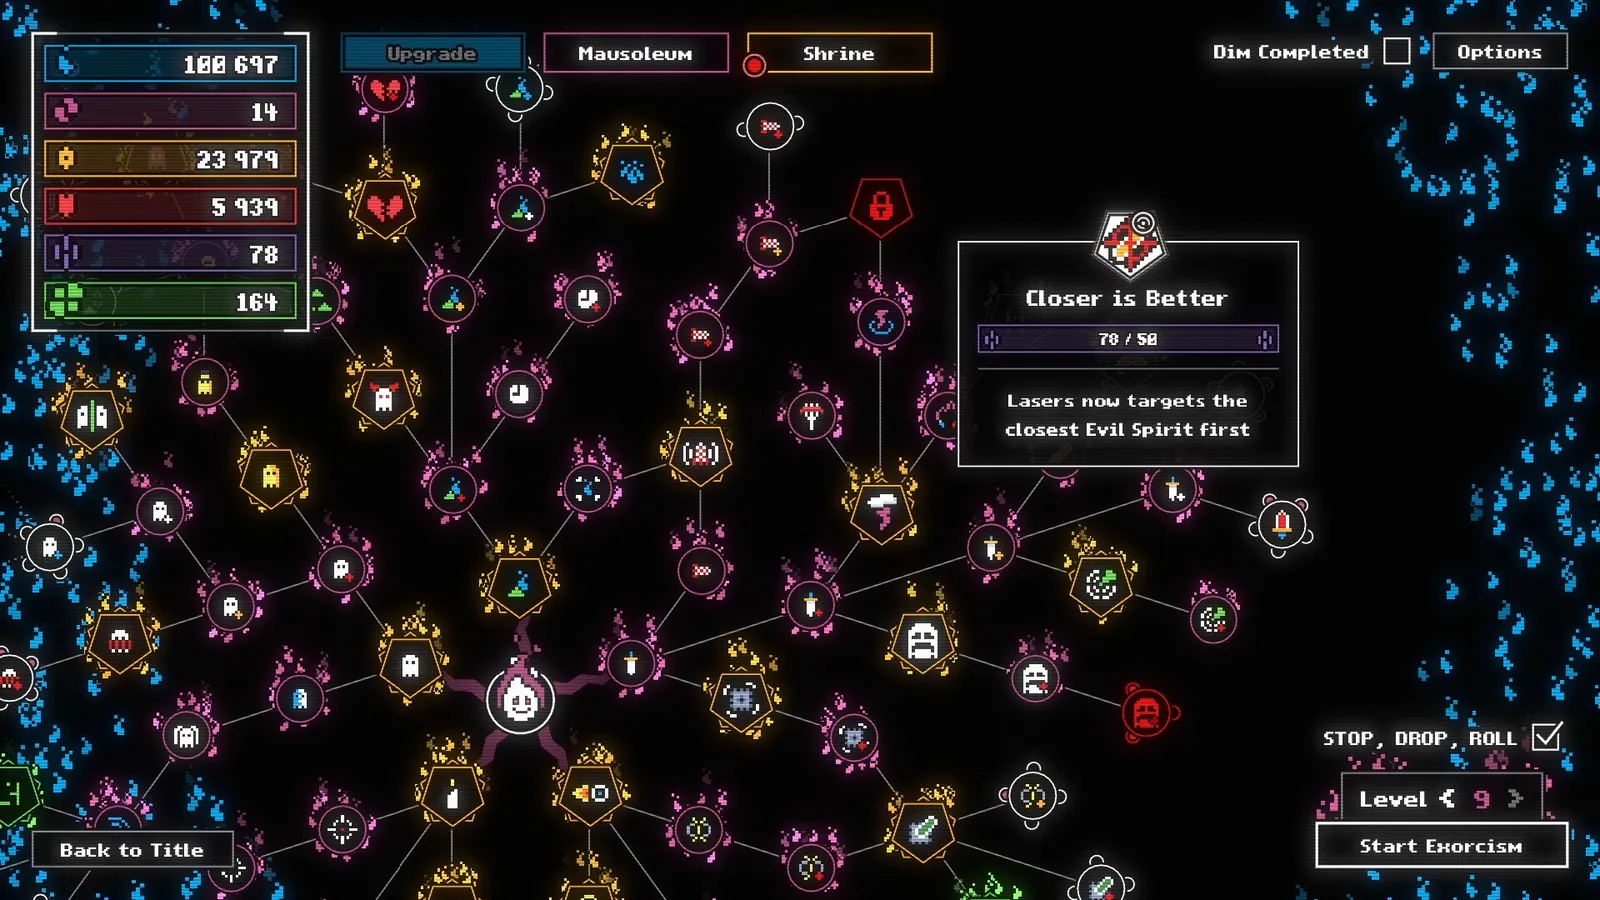 100 697
14
23 979
5 939
78
164
Upgrade
Mausoleum
Shrine
Dim Completed
Options
Closer is Better
78 / 50
Lasers now targets the
closest Evil Spirit first
STOP, DROP, ROLL
Level < 9 >
Start Exorcism
Back to Title